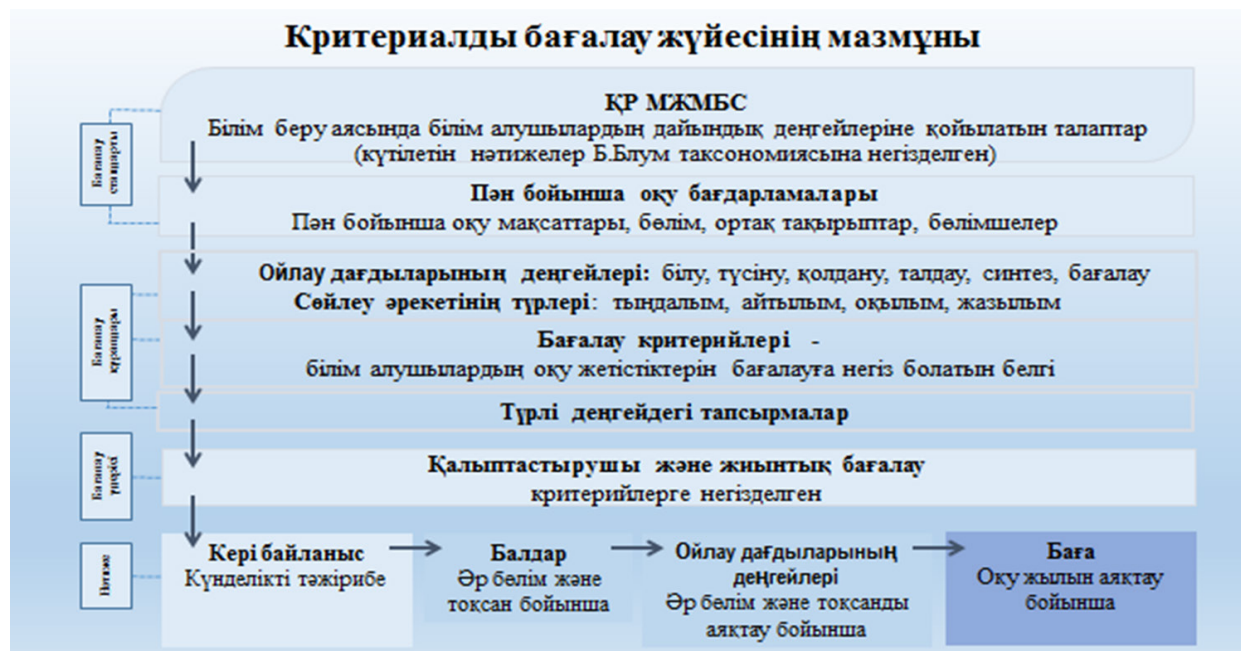 Критериалды бағалау жүйесінің мазмұны
Бағалау
стандарты
ҚР МЖМБС
Білім беру аясында білім алушылардың дайындық деңгейлеріне қойылатын талаптар
(күтілетін нәтижелер Б.Блум таксономиясына негізделген)
Пән бойынша оқу бағдарламалары
Пән бойынша оқу мақсаттары, бөлім, ортақ тақырыптар, бөлімшелер
Бағалау
құралдары
Ойлау дағдыларының деңгейлері: білу, түсіну, қолдану, талдау, синтез, бағалау
Сөйлеу әрекетінің түрлері: тыңдалым, айтылым, оқылым, жазылым
Бағалау критерийлері -
білім алушылардың оқу жетістіктерін бағалауға негіз болатын белгі
Түрлі деңгейдегі тапсырмалар
Бағалау
үдерісі
Қалыптастырушы және жиынтық бағалау
критерийлерге негізделген
Нәтиже
Кері байланыс
Күнделікті тәжірибе
Балдар
Әр бөлім және
тоқсан бойынша
Ойлау дағдыларының
деңгейлері
Әр бөлім және тоқсанды
аяқтау бойынша
Баға
Оқу жылын аяқтау
бойынша